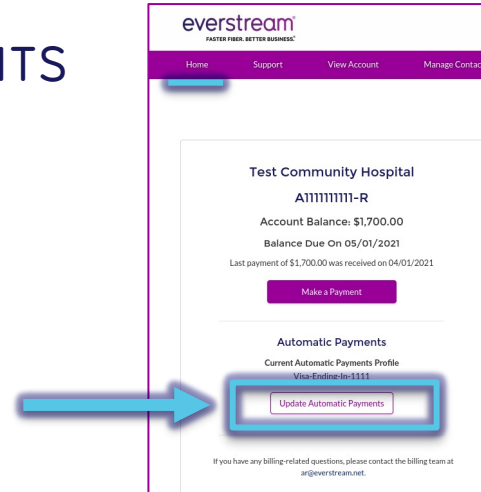 NTS
everstream®
FASTER FIBER. BETTER BUSINESS.®
Home Support View Account Manage Contac
Test Community Hospital
A1111111111-R
Account Balance: $1,700.00
Balance Due On 05/01/2021
Last payment of $1,700.00 was received on 04/01/2021
Make a Payment
Automatic Payments
Current Automatic Payments Profile
Visa-Ending-In-1111
Update Automatic Payments
If you have any billing-related questions, please contact the billing team at
ar@everstream.net.